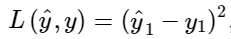 L(ŷ, y) = (ŷ₁ − y₁)²,